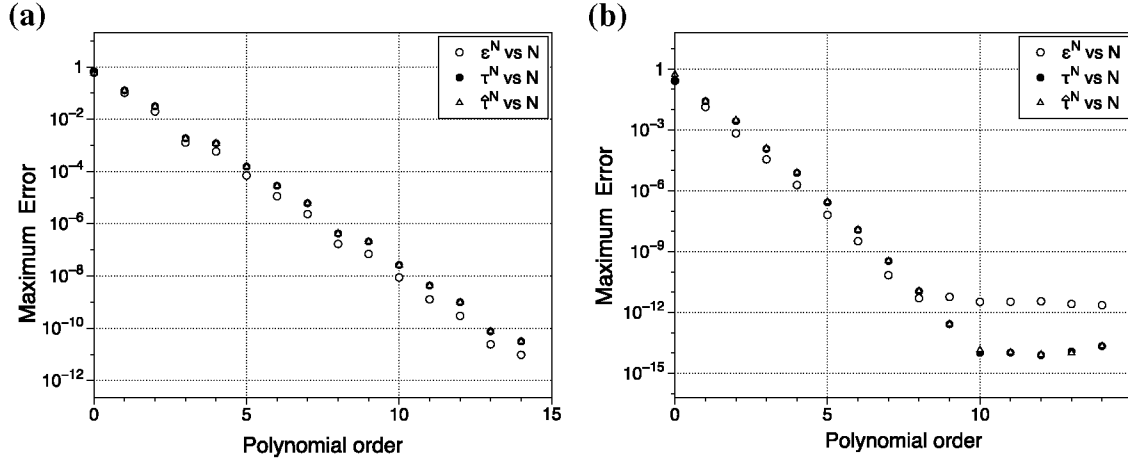 (a)
ε^N vs N
τ^N vs N
τ̂^N vs N
Maximum Error
1
10^−2
10^−4
10^−6
10^−8
10^−10
10^−12
0 5 10 15
Polynomial order
(b)
ε^N vs N
τ^N vs N
τ̂^N vs N
Maximum Error
1
10^−3
10^−6
10^−9
10^−12
10^−15
0 5 10
Polynomial order